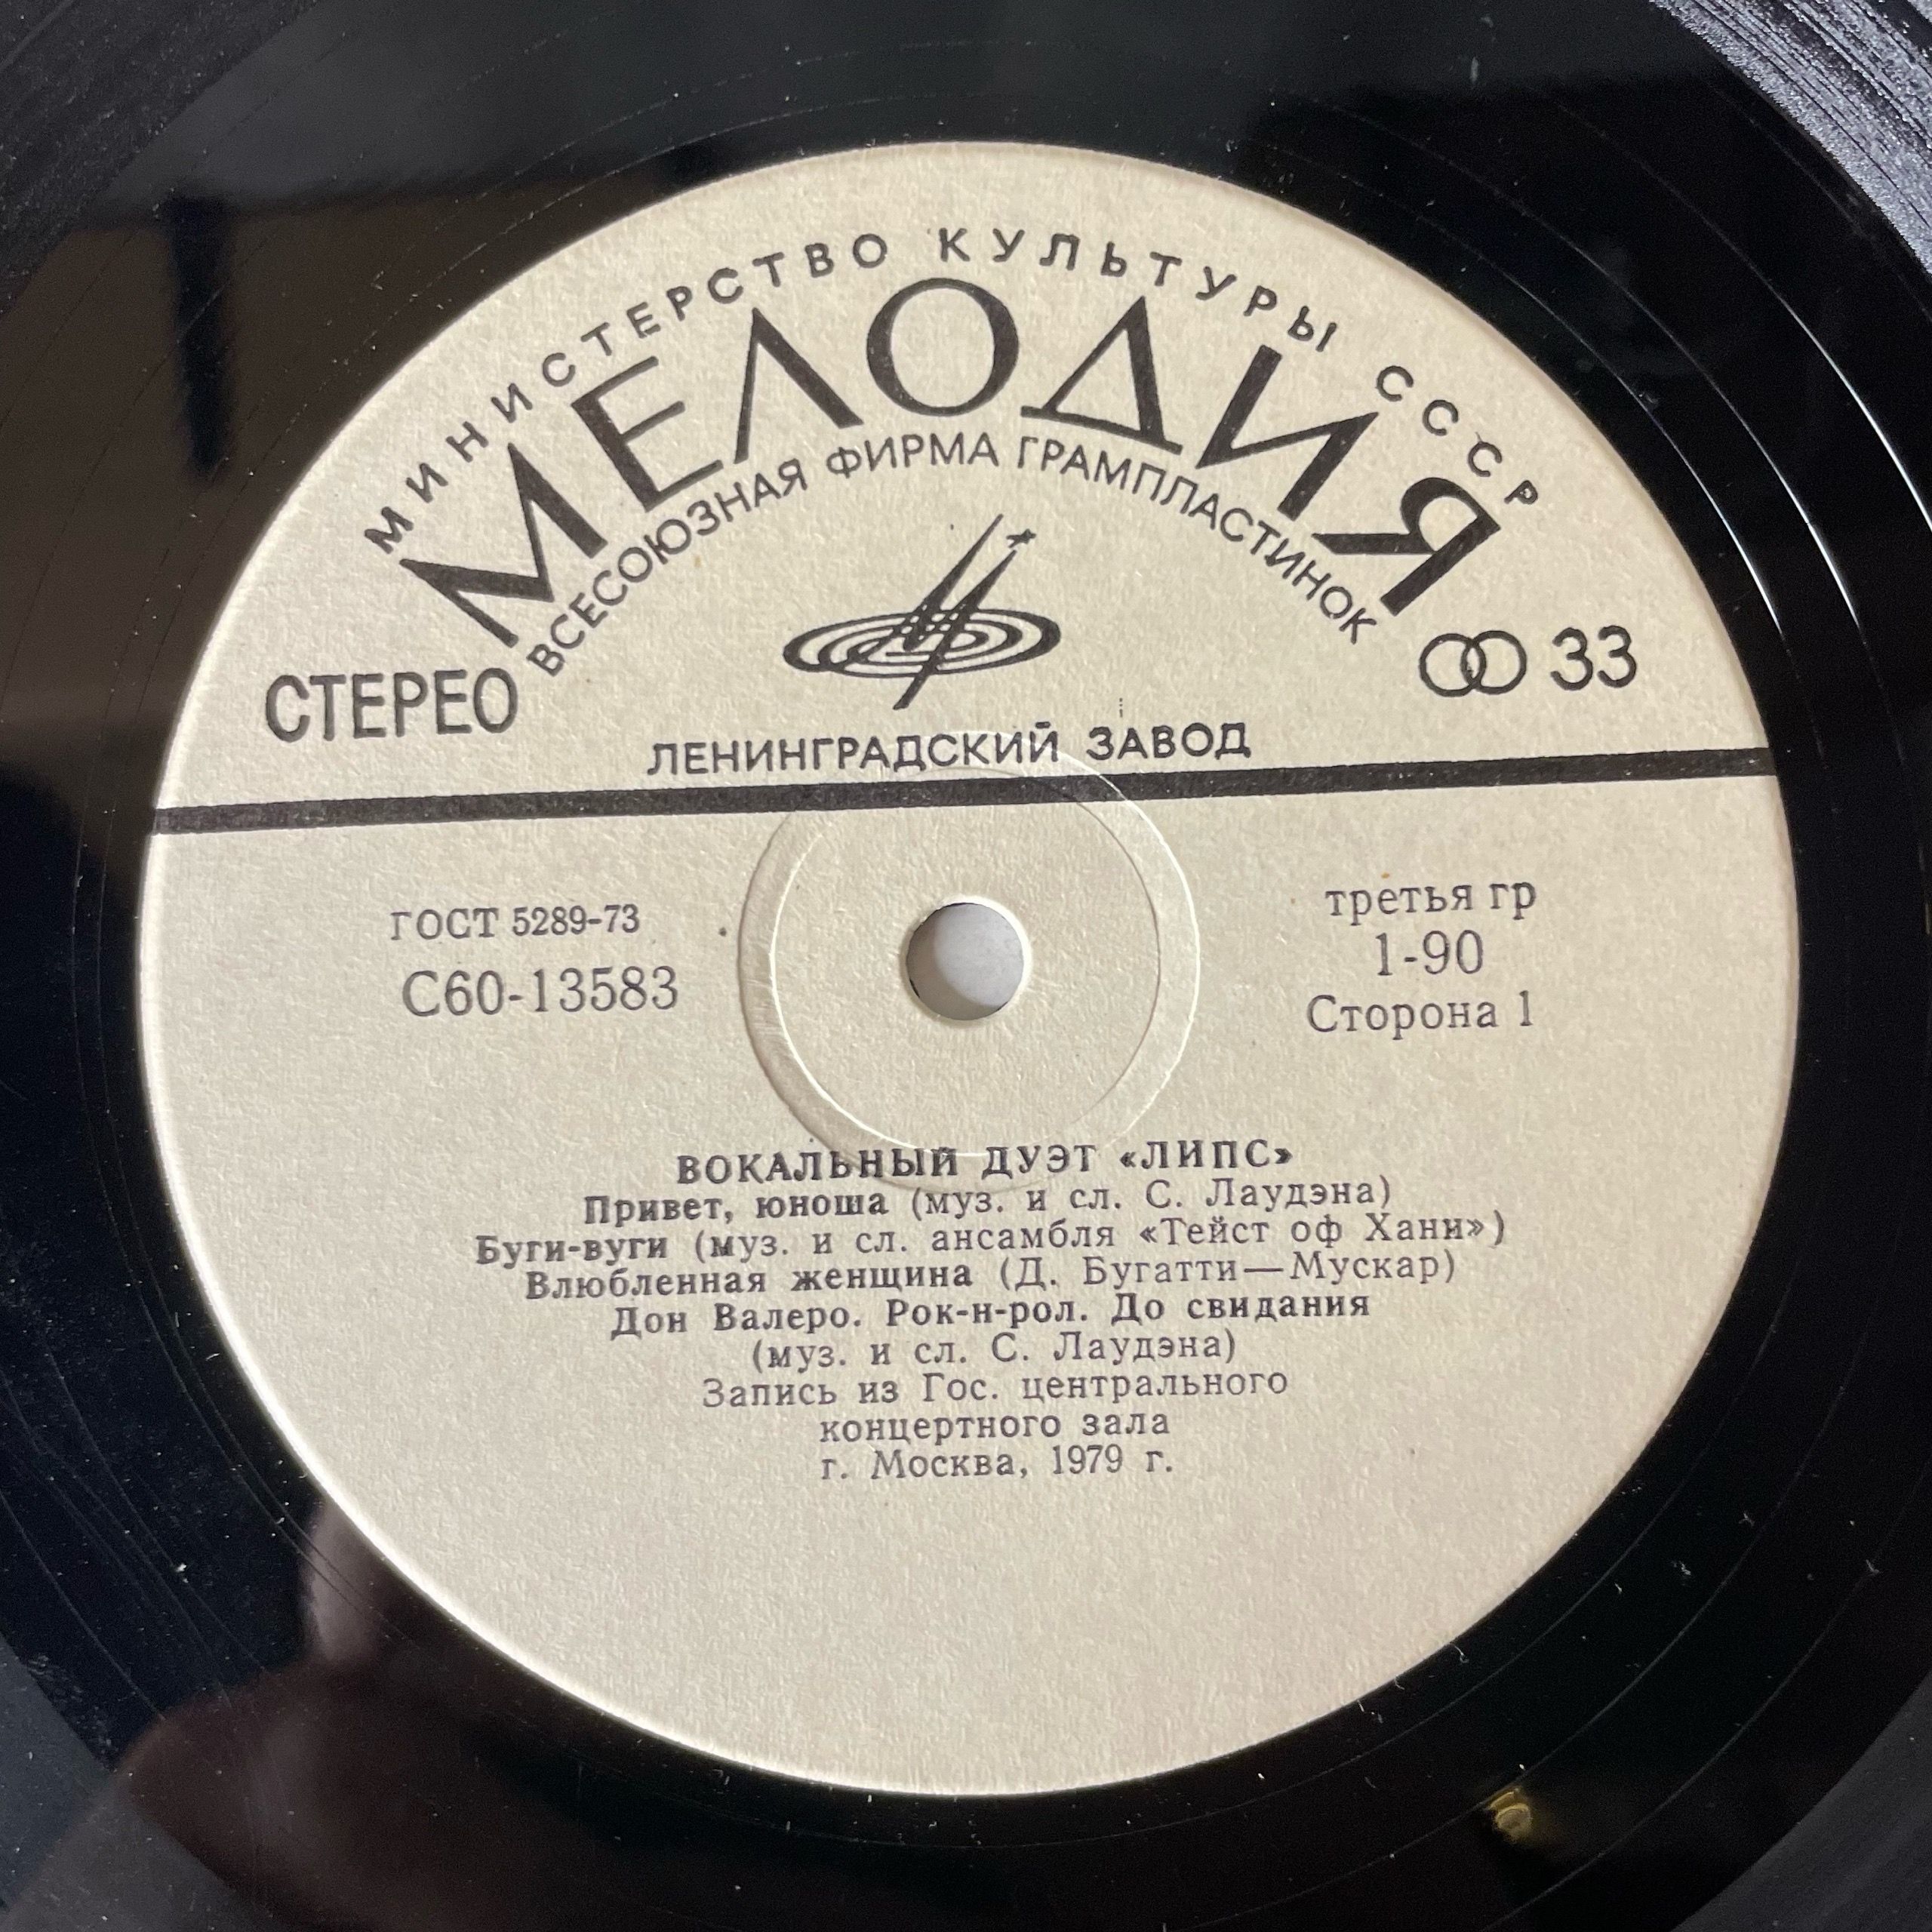 МИНИСТЕРСТВО КУЛЬТУРЫ СССР
МЕЛОДИЯ
ВСЕСОЮЗНАЯ ФИРМА ГРАМПЛАСТИНОК
СТЕРЕО
33
ЛЕНИНГРАДСКИЙ ЗАВОД
ГОСТ 5289-73
С60-13583
третья гр
1-90
Сторона 1
ВОКАЛЬНЫЙ ДУЭТ «ЛИПС»
Привет, юноша (муз. и сл. С. Лаудэна)
Буги-вуги (муз. и сл. ансамбля «Тейст оф Хани»)
Влюбленная женщина (Д. Бугатти—Мускар)
Дон Валеро. Рок-н-рол. До свидания
(муз. и сл. С. Лаудэна)
Запись из Гос. центрального
концертного зала
г. Москва, 1979 г.